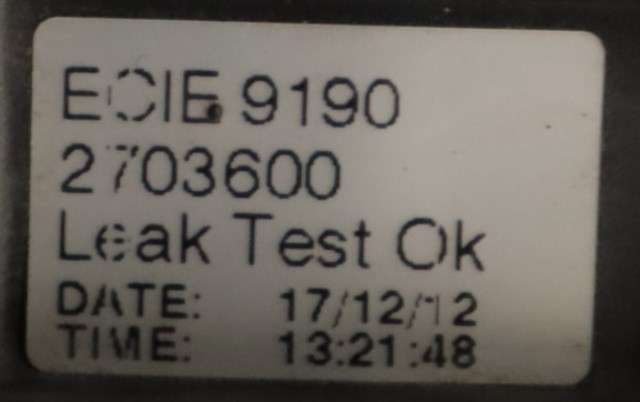 ECIE 9190
2703600
Leak Test Ok
DATE: 17/12/12
TIME: 13:21:48